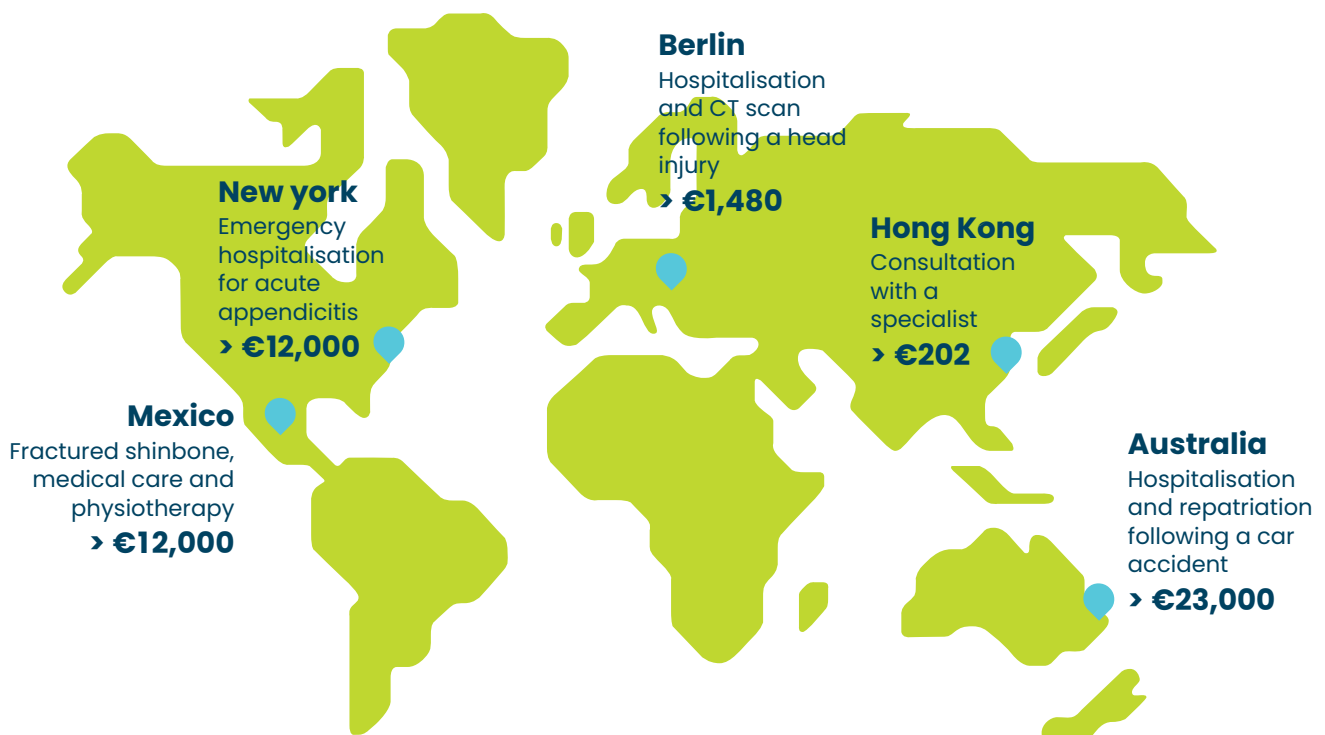 Berlin
Hospitalisation
and CT scan
following a head
injury
> €1,480
New york
Emergency
hospitalisation
for acute
appendicitis
> €12,000
Hong Kong
Consultation
with a
specialist
> €202
Mexico
Fractured shinbone,
medical care and
physiotherapy
> €12,000
Australia
Hospitalisation
and repatriation
following a car
accident
> €23,000